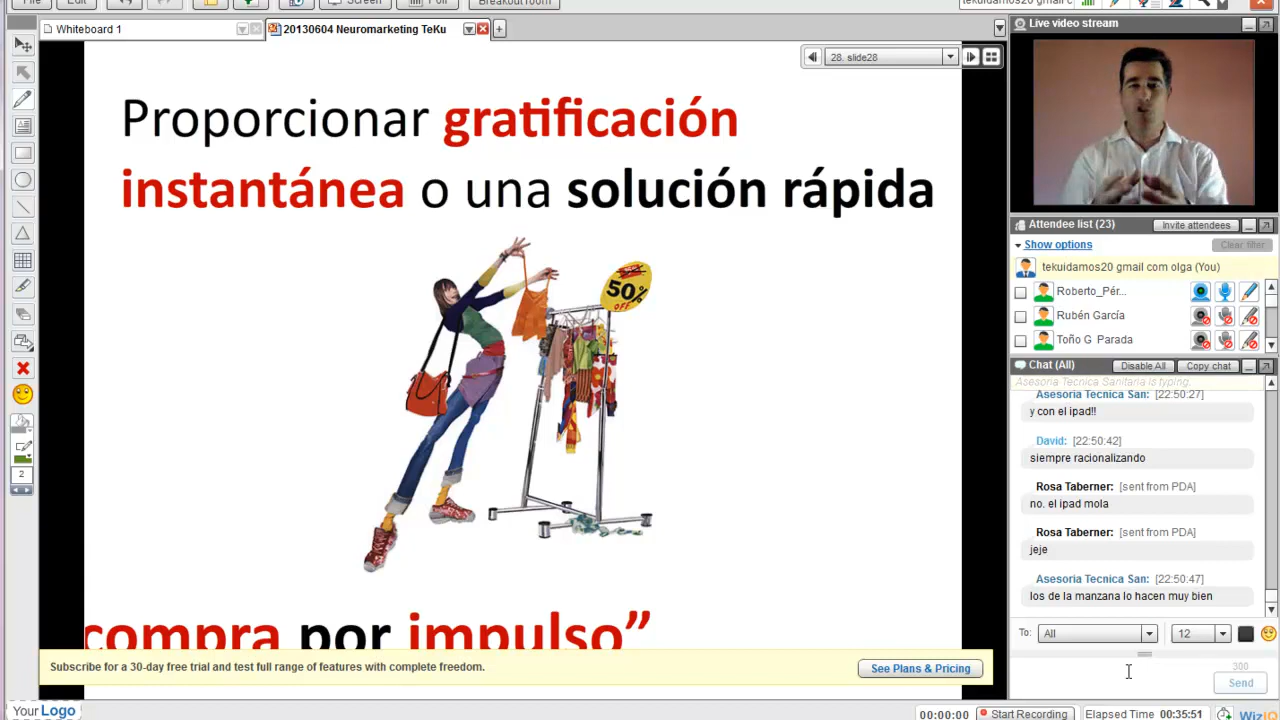 File
Edit
Screen
Poll
Breakout room
tekuidamos20 gmail c
Whiteboard 1
20130604 Neuromarketing TeKu
28. slide28
Proporcionar gratificación
instantánea o una solución rápida
50%
OFF
compra por impulso”
Subscribe for a 30-day free trial and test full range of features with complete freedom.
See Plans & Pricing
Live video stream
Attendee list (23)
Invite attendees
Show options
Clear filter
tekuidamos20 gmail com olga (You)
Roberto_Pér...
Rubén García
Toño G Parada
Chat (All)
Disable All
Copy chat
Asesoria Tecnica Sanitaria is typing.
Asesoria Tecnica San: [22:50:27]
y con el ipad!!
David: [22:50:42]
siempre racionalizando
Rosa Taberner: [sent from PDA]
no. el ipad mola
Rosa Taberner: [sent from PDA]
jeje
Asesoria Tecnica San: [22:50:47]
los de la manzana lo hacen muy bien
To: All
12
300
Send
2
Your Logo
00:00:00
Start Recording
Elapsed Time 00:35:51
WizIQ